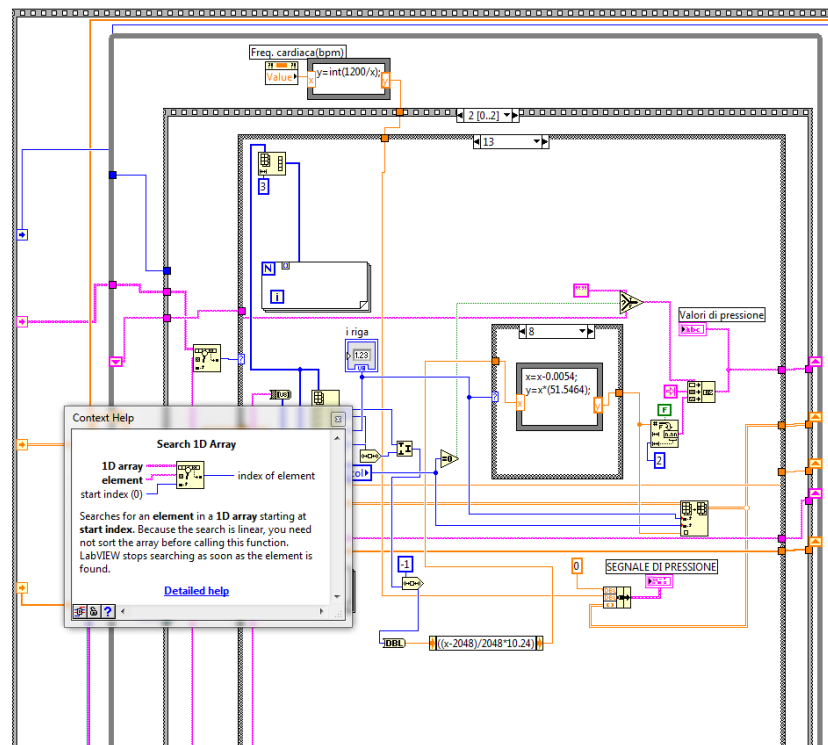 Freq. cardiaca(bpm)
Value
x
y=int(1200/x);
y
2 [0..2]
13
3
N
i
i riga
1.23
U8
8
x=x-0.0054;
y=x*(51.5464);
x
y
Valori di pressione
abc
F
2
=0
-1
0
SEGNALE DI PRESSIONE
DBL
((x-2048)/2048*10.24)
Context Help
Search 1D Array
1D array
element
start index (0)
index of element
Searches for an element in a 1D array starting at
start index. Because the search is linear, you need
not sort the array before calling this function.
LabVIEW stops searching as soon as the element is
found.
Detailed help